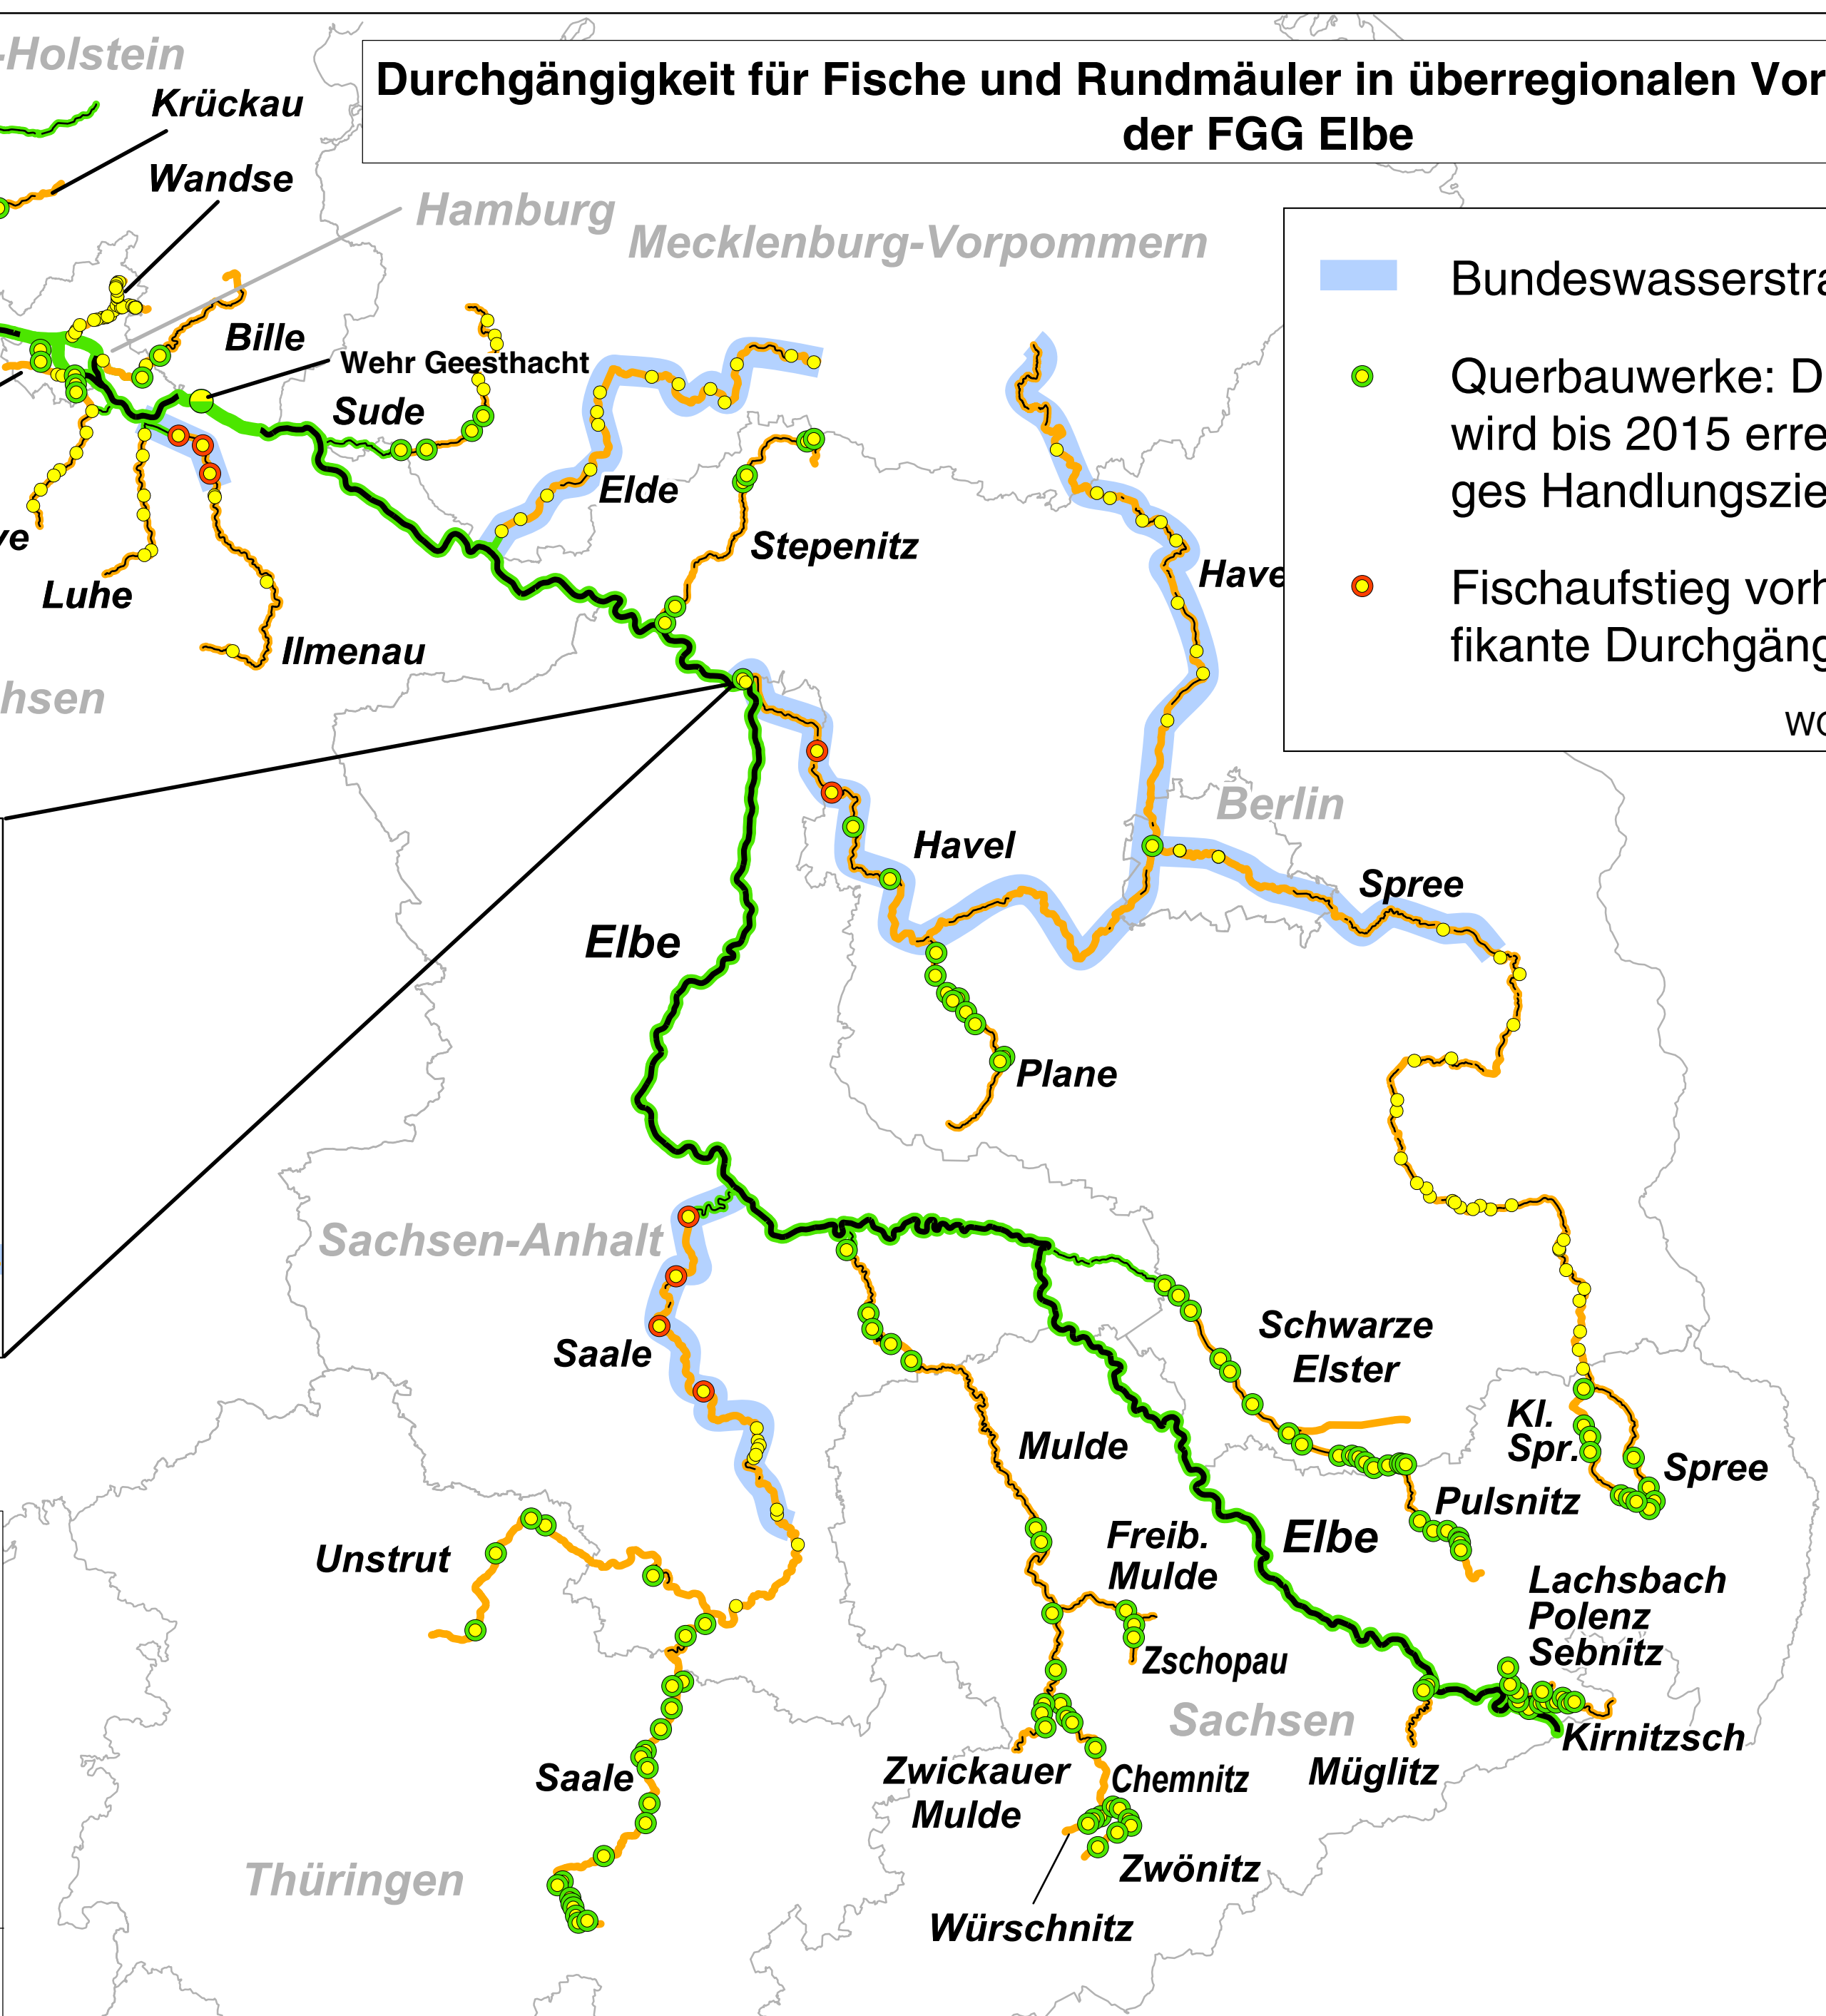 -Holstein
Krückau
Durchgängigkeit für Fische und Rundmäuler in überregionalen Vor
der FGG Elbe
Wandse
Hamburg
Mecklenburg-Vorpommern
Bundeswasserstra
Bille
Wehr Geesthacht
Sude
Querbauwerke: D
wird bis 2015 erre
ges Handlungszie
Elde
ve
Stepenitz
Have
Luhe
Fischaufstieg vorh
fikante Durchgäng
Ilmenau
hsen
wo
Berlin
Havel
Spree
Elbe
Plane
Sachsen-Anhalt
Saale
Schwarze
Elster
Kl.
Spr.
Mulde
Spree
Pulsnitz
Freib.
Mulde
Elbe
Unstrut
Lachsbach
Polenz
Sebnitz
Zschopau
Sachsen
Kirnitzsch
Zwickauer
Mulde
Chemnitz
Müglitz
Saale
Thüringen
Zwönitz
Würschnitz